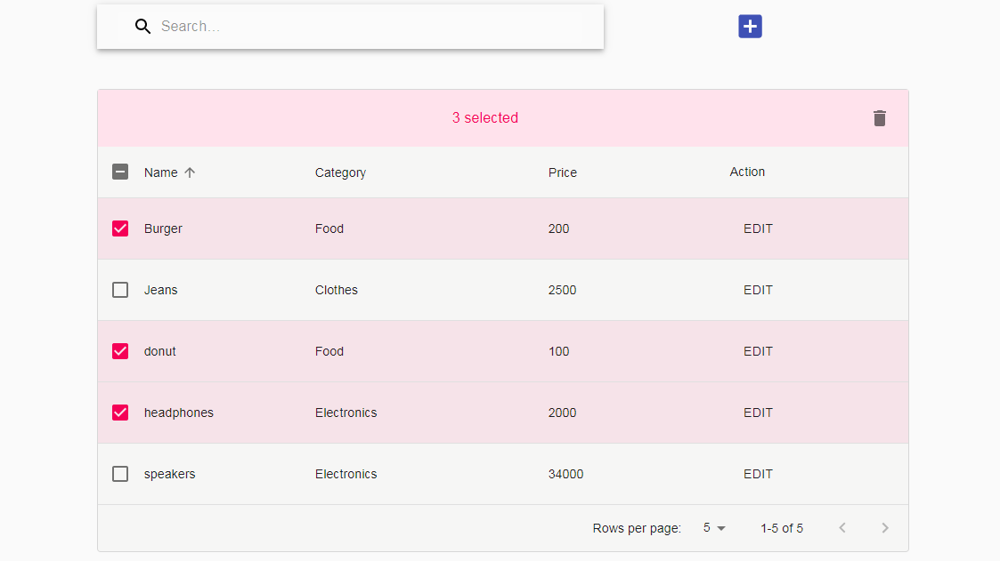 Search…
3 selected
Name Category Price Action
Burger Food 200 EDIT
Jeans Clothes 2500 EDIT
donut Food 100 EDIT
headphones Electronics 2000 EDIT
speakers Electronics 34000 EDIT
Rows per page: 5 1-5 of 5